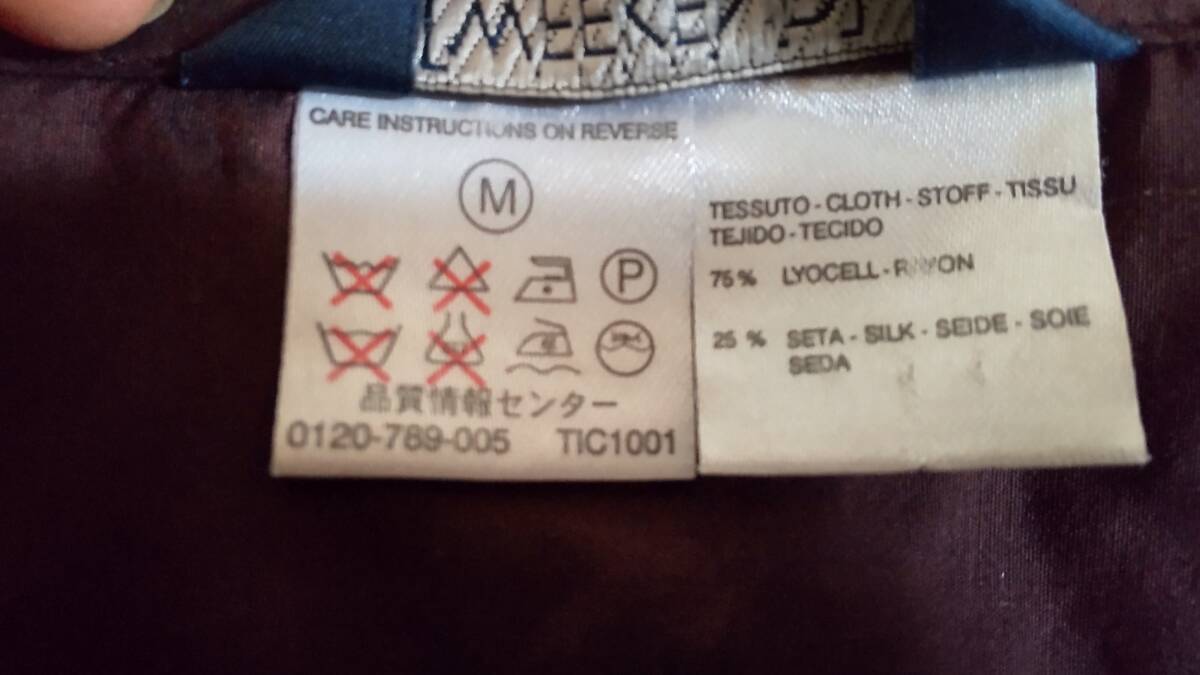 CARE INSTRUCTIONS ON REVERSE
M
P
品質情報センター
0120-789-005 TIC1001
TESSUTO - CLOTH - STOFF - TISSU
TEJIDO - TECIDO
75 % LYOCELL - RAYON
25 % SETA - SILK - SEIDE - SOIE
SEDA